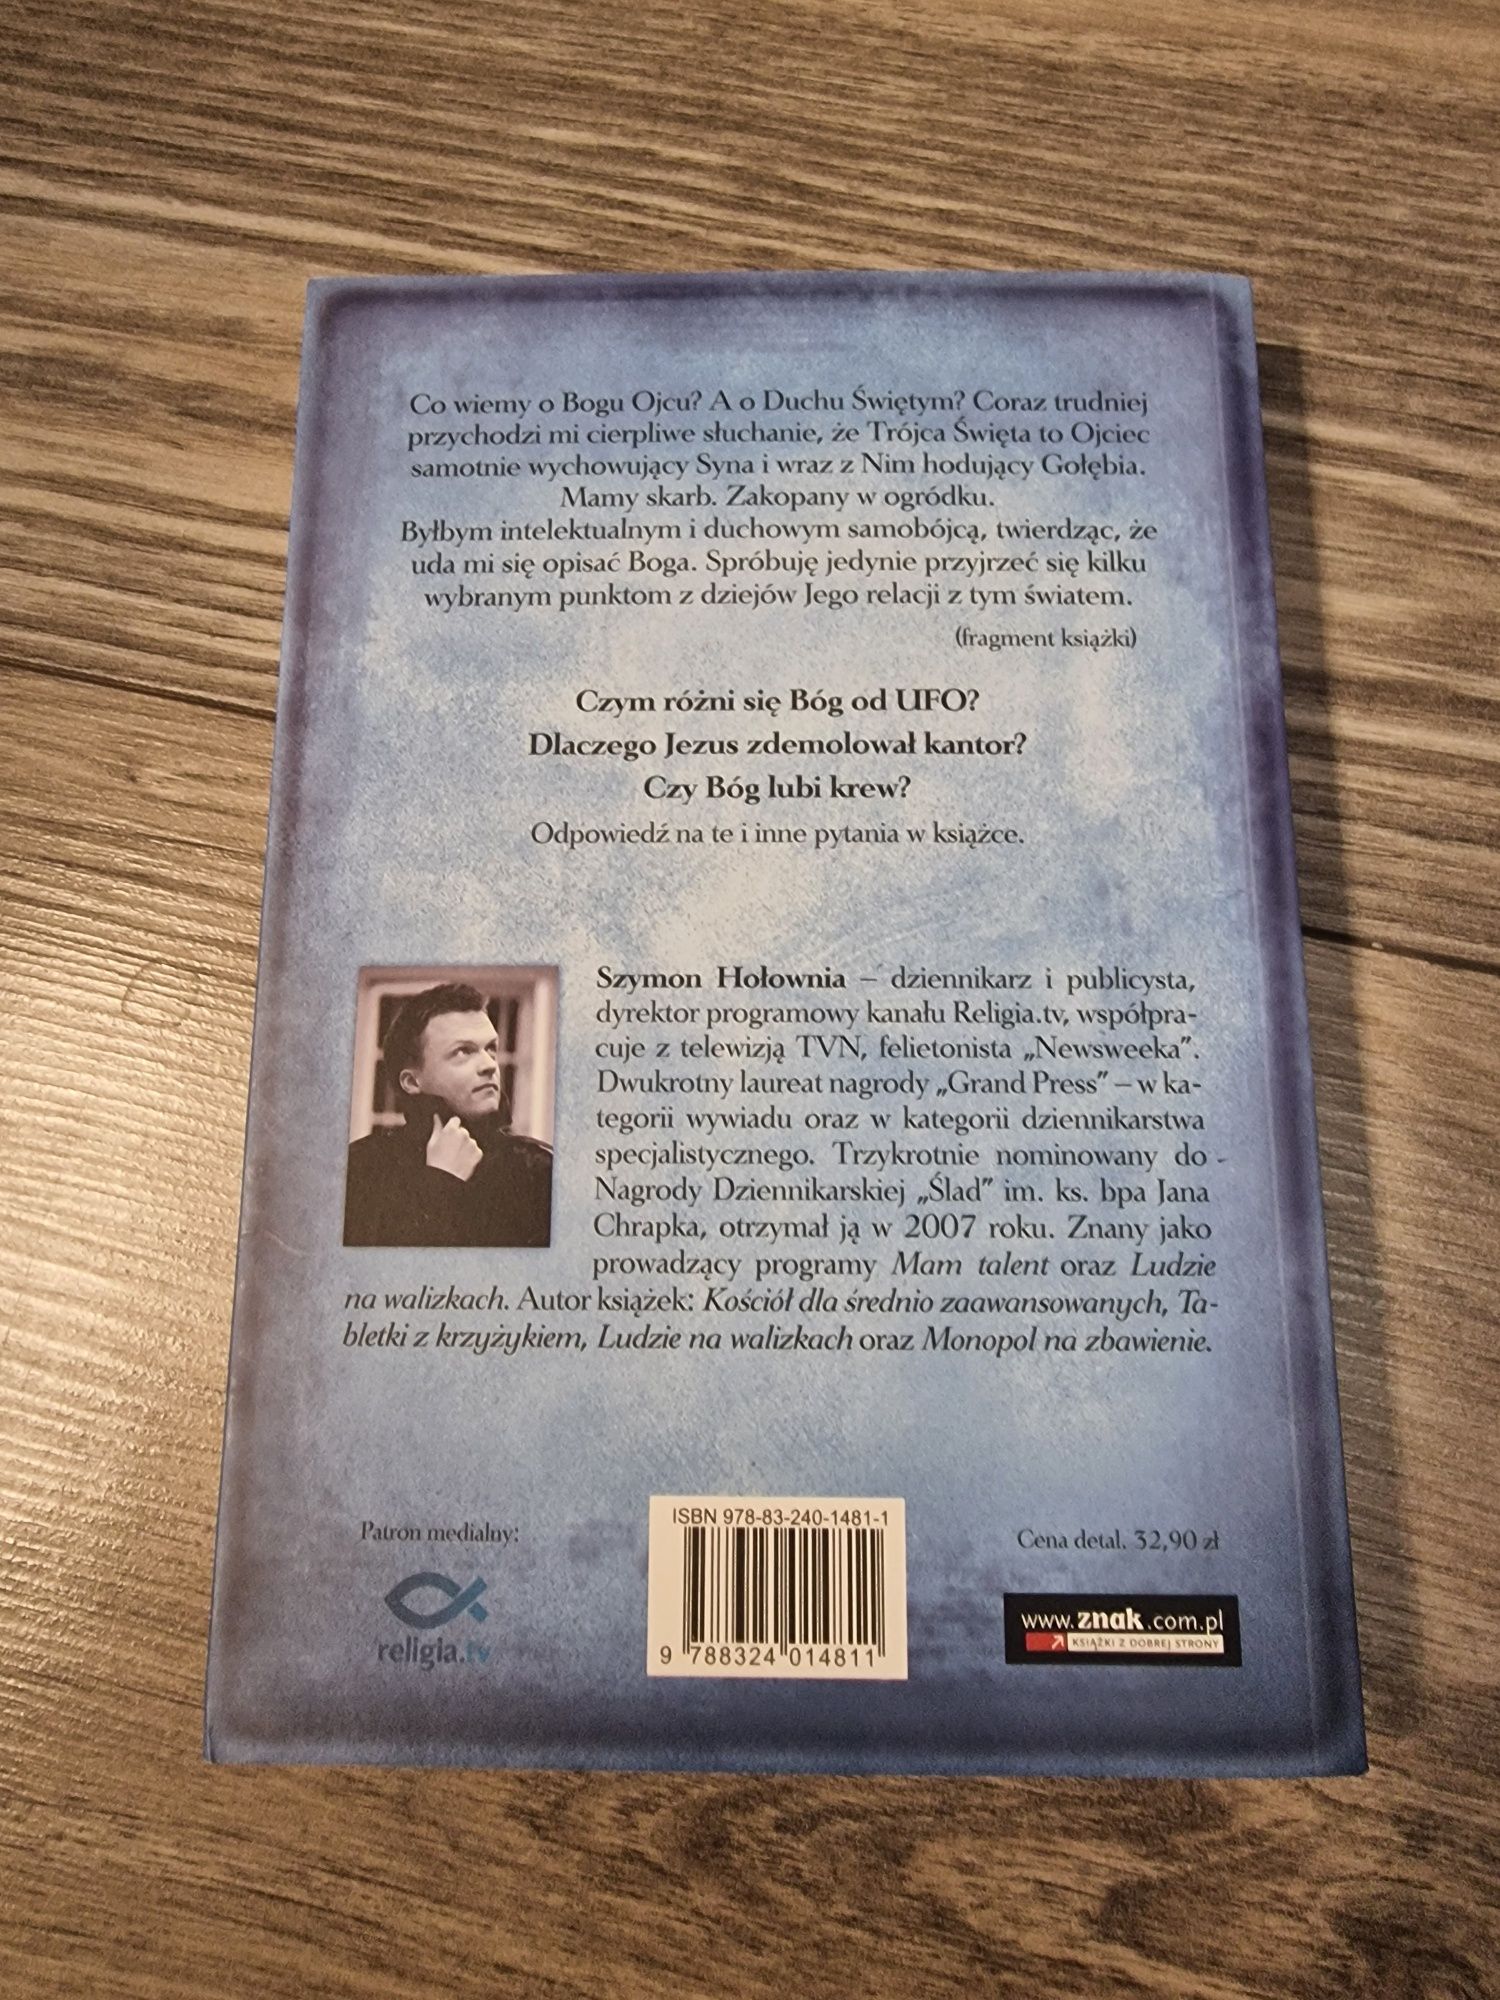 Co wiemy o Bogu Ojcu? A o Duchu Świętym? Coraz trudniej
przychodzi mi cierpliwe słuchanie, że Trójca Święta to Ojciec
samotnie wychowujący Syna i wraz z Nim hodujący Gołębia.
Mamy skarb. Zakopany w ogródku.
Byłbym intelektualnym i duchowym samobójcą, twierdząc, że
uda mi się opisać Boga. Spróbuję jedynie przyjrzeć się kilku
wybranym punktom z dziejów Jego relacji z tym światem.
(fragment książki)
Czym różni się Bóg od UFO?
Dlaczego Jezus zdemolował kantor?
Czy Bóg lubi krew?
Odpowiedź na te i inne pytania w książce.
Szymon Hołownia – dziennikarz i publicysta,
dyrektor programowy kanału Religia.tv, współpra-
cuje z telewizją TVN, felietonista „Newsweeka”.
Dwukrotny laureat nagrody „Grand Press” – w ka-
tegorii wywiadu oraz w kategorii dziennikarstwa
specjalistycznego. Trzykrotnie nominowany do
Nagrody Dziennikarskiej „Ślad” im. ks. bpa Jana
Chrapka, otrzymał ją w 2007 roku. Znany jako
prowadzący programy Mam talent oraz Ludzie
na walizkach. Autor książek: Kościół dla średnio zaawansowanych, Ta-
bletki z krzyżykiem, Ludzie na walizkach oraz Monopol na zbawienie.
Patron medialny:
religia.tv
ISBN 978-83-240-1481-1
9 788324 014811
Cena detal. 32,90 zł
www.znak.com.pl
KSIĄŻKI Z DOBREJ STRONY